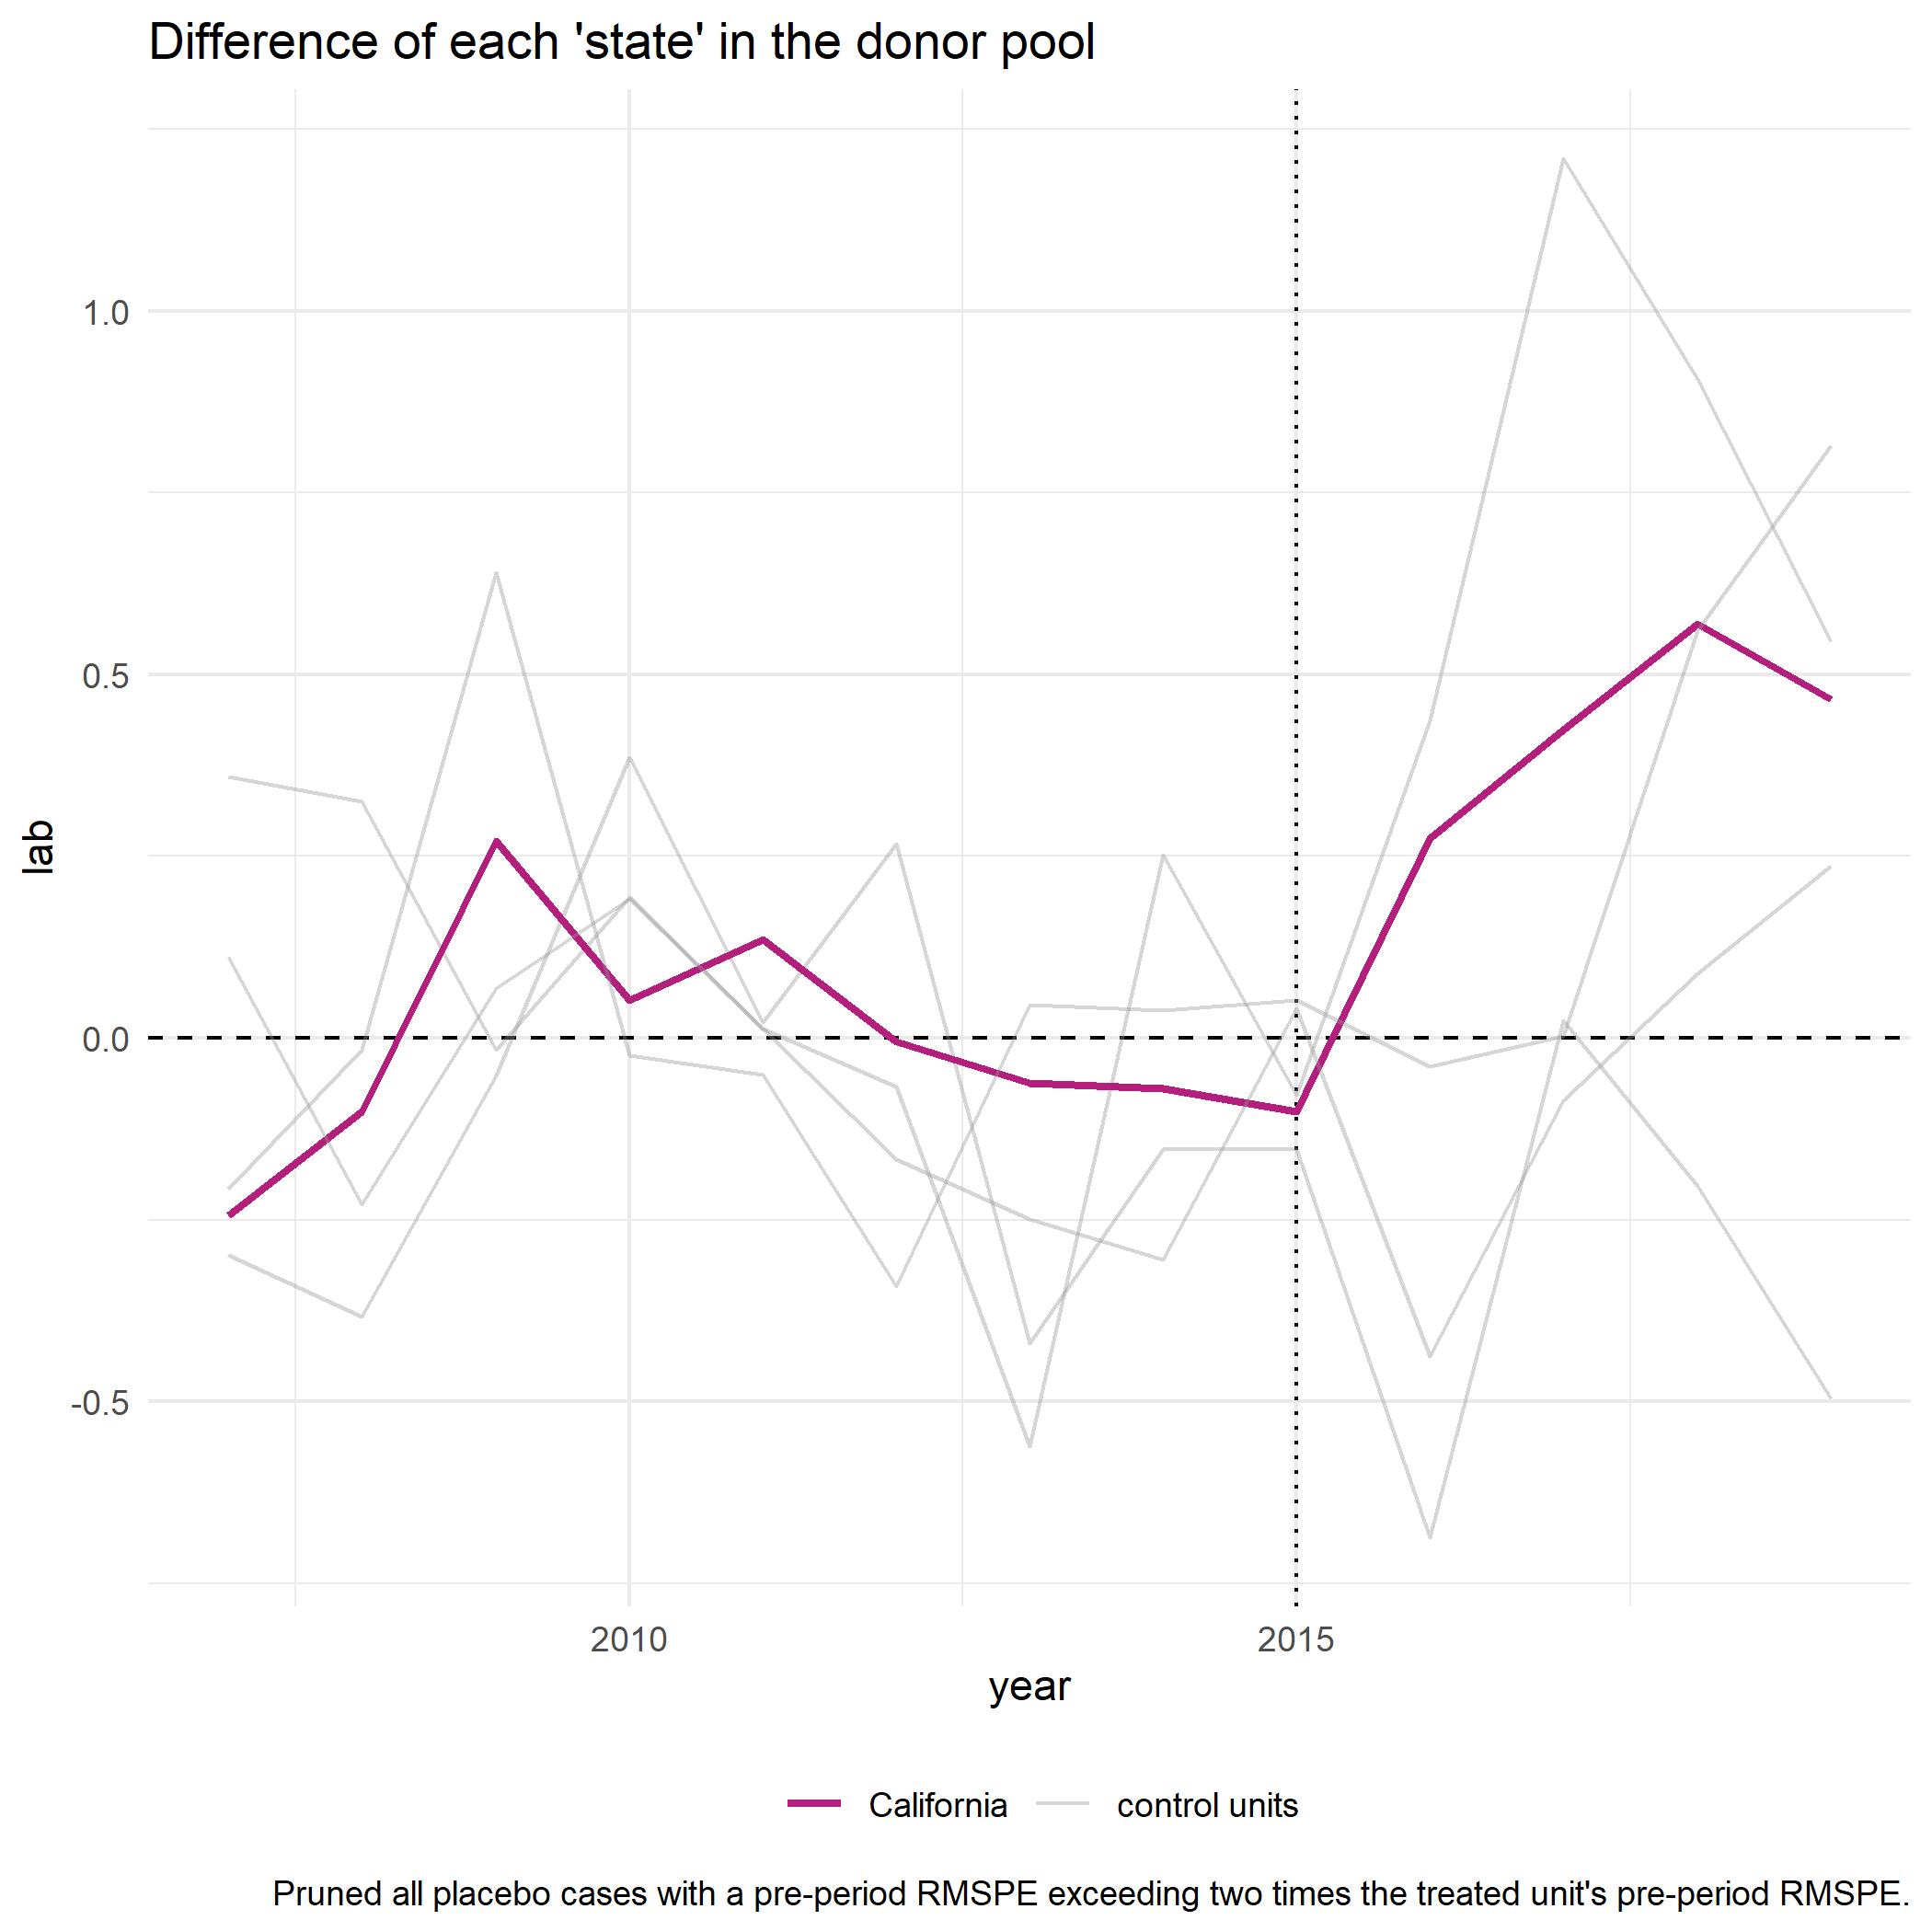 Difference of each 'state' in the donor pool
1.0
0.5
0.0
-0.5
lab
2010
2015
year
California
control units
Pruned all placebo cases with a pre-period RMSPE exceeding two times the treated unit's pre-period RMSPE.